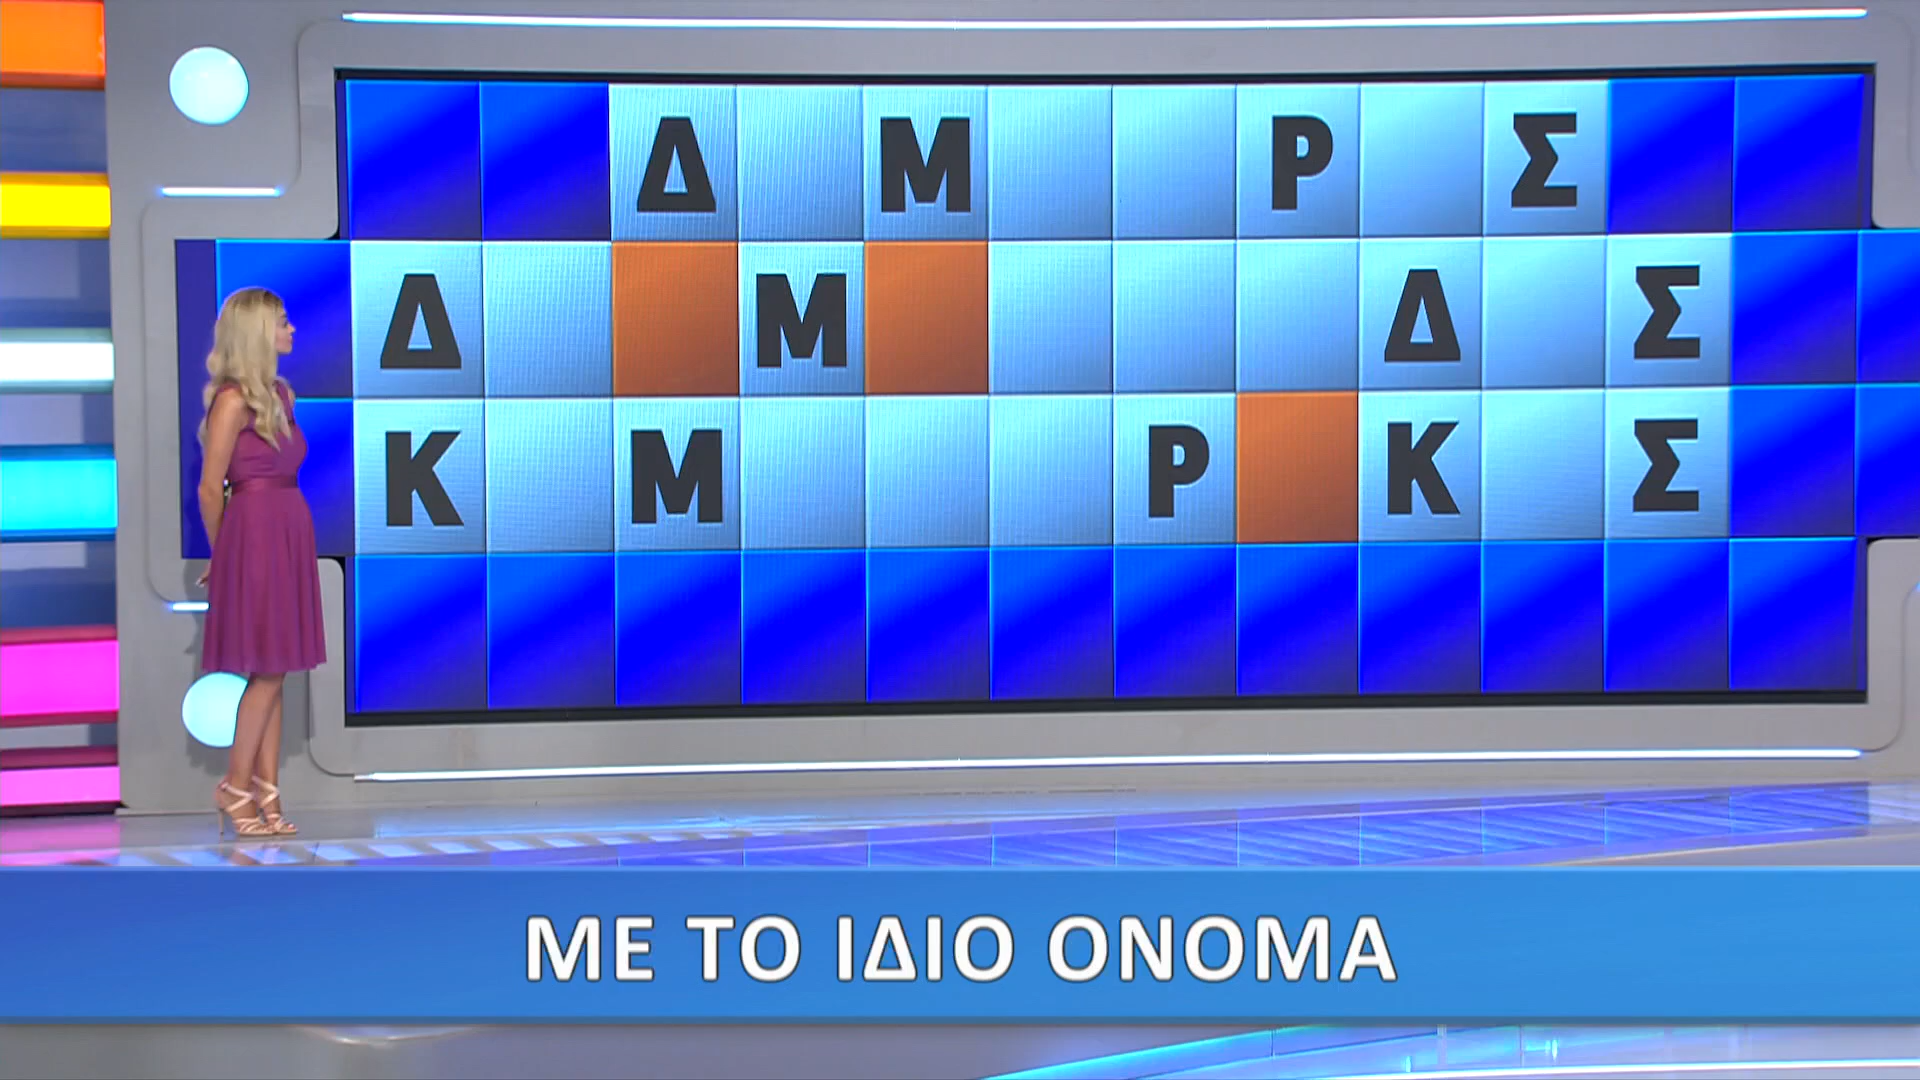 Δ Μ Ρ Σ
Δ Μ Δ Σ
Κ Μ Ρ Κ Σ
ΜΕ ΤΟ ΙΔΙΟ ΟΝΟΜΑ